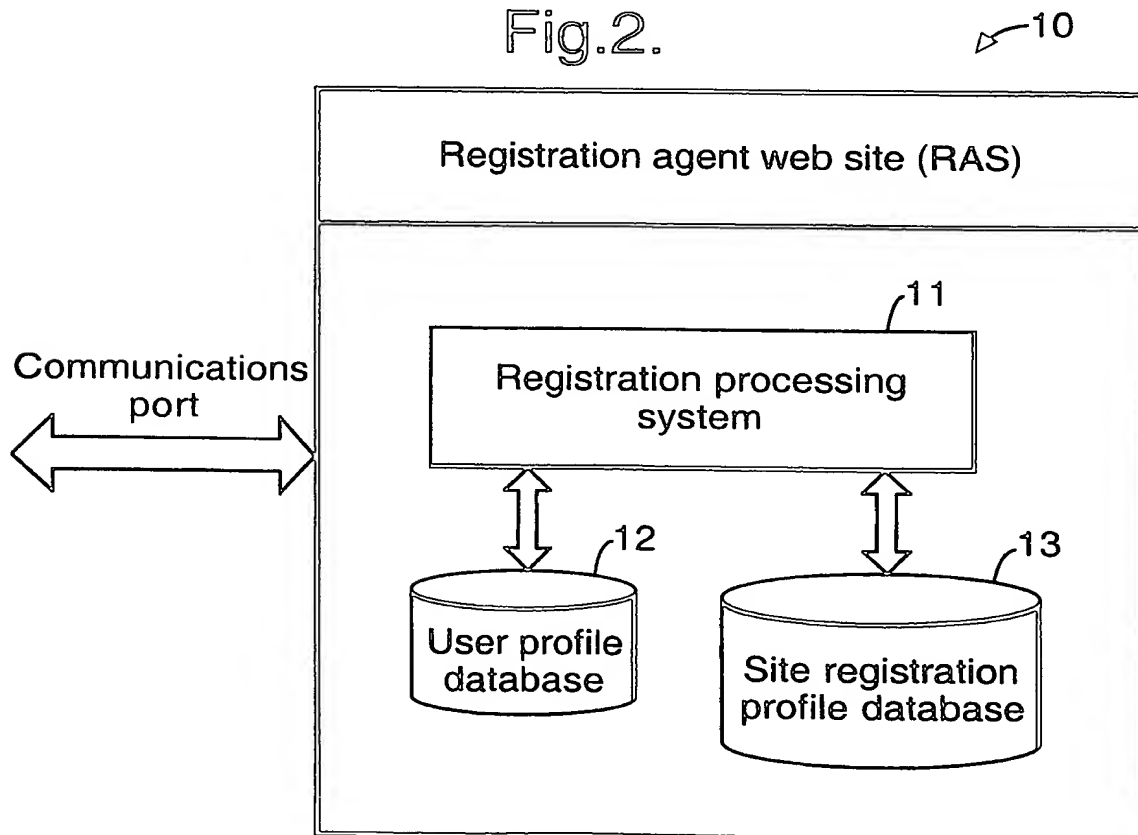 Fig.2.
10
Registration agent web site (RAS)
11
Communications
port
Registration processing
system
12
13
User profile
database
Site registration
profile database